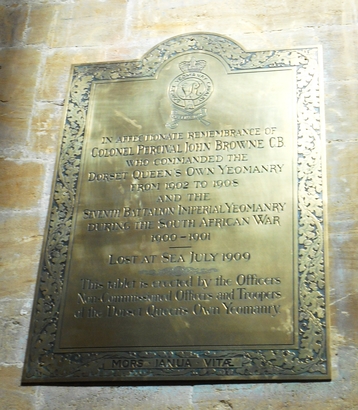 IN AFFECTIONATE REMEMBRANCE OF
COLONEL PERCIVAL JOHN BROWNE CB
WHO COMMANDED THE
DORSET QUEEN'S OWN YEOMANRY
FROM 1902 TO 1908
AND THE
SEVENTH BATTALION IMPERIAL YEOMANRY
DURING THE SOUTH AFRICAN WAR
1900-1901
LOST AT SEA JULY 1909
This tablet is erected by the Officers
Non-Commissioned Officers and Troopers
of the Dorset Queen's Own Yeomanry
MORS JANUA VITÆ